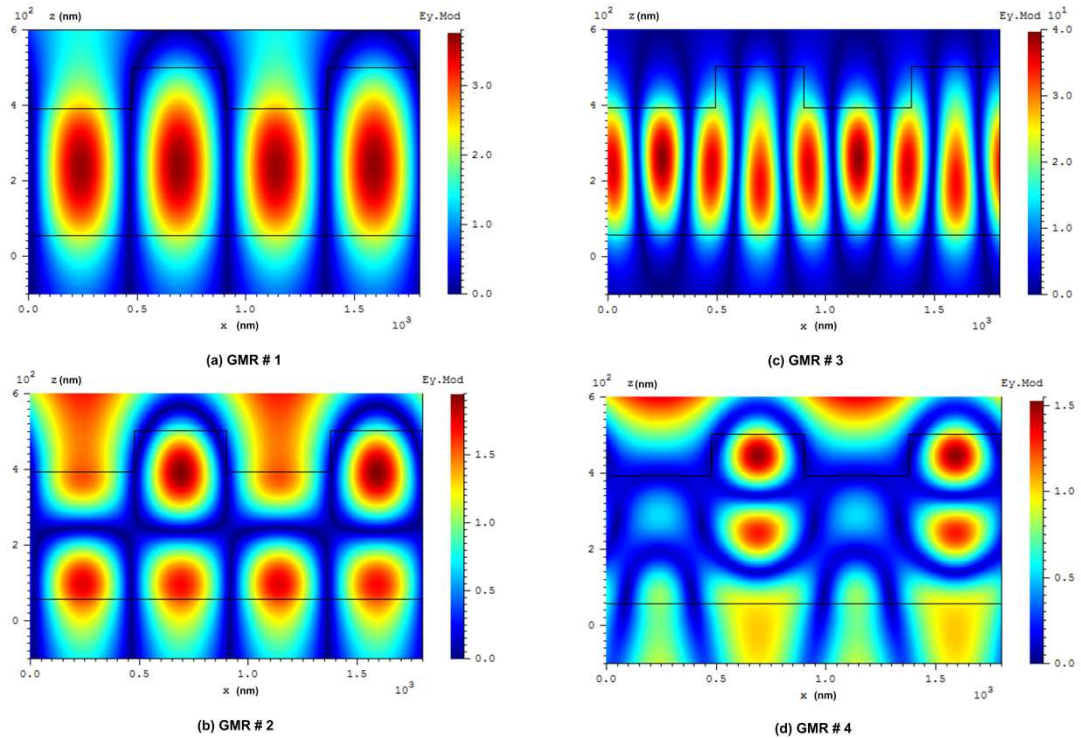 10² z (nm) Ey.Mod
6
4
2
0
3.0
2.0
1.0
0.0
0.0 0.5 1.0 1.5
x (nm) 10³
(a) GMR # 1
10² z (nm) Ey.Mod 10¹
6
4
2
0
4.0
3.0
2.0
1.0
0.0
0.0 0.5 1.0 1.5
x (nm) 10³
(c) GMR # 3
10² z(nm) Ey.Mod
6
4
2
0
1.5
1.0
0.5
0.0
0.0 0.5 1.0 1.5
x (nm) 10³
(b) GMR # 2
10² z(nm) Ey.Mod
6
4
2
0
1.5
1.0
0.5
0.0
0.0 0.5 1.0 1.5
x (nm) 10³
(d) GMR # 4